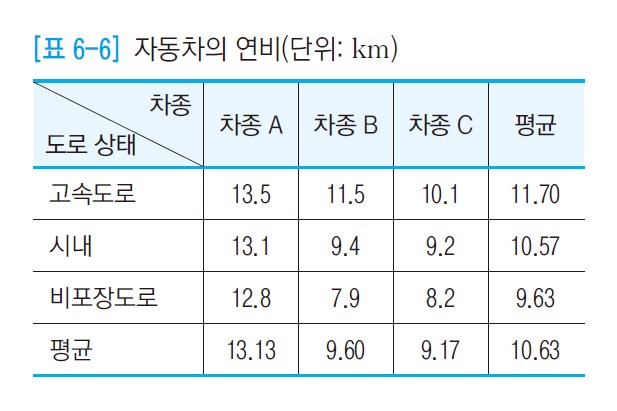 [표 6-6] 자동차의 연비(단위: km)
차종
도로 상태
차종 A 차종 B 차종 C 평균
고속도로 13.5 11.5 10.1 11.70
시내 13.1 9.4 9.2 10.57
비포장도로 12.8 7.9 8.2 9.63
평균 13.13 9.60 9.17 10.63